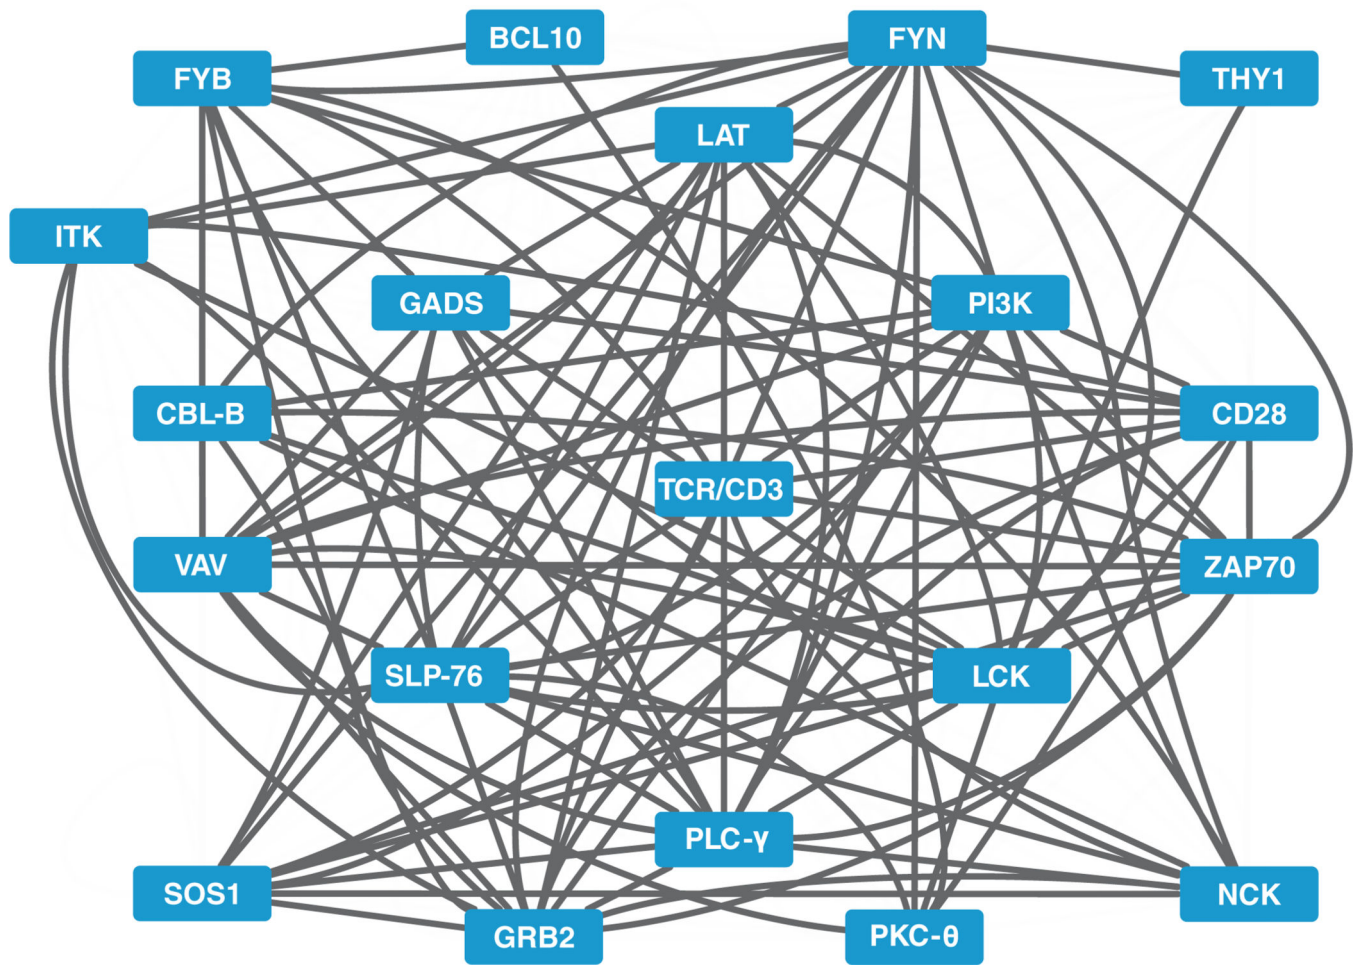 BCL10
FYN
FYB
THY1
LAT
ITK
GADS
PI3K
CBL-B
CD28
TCR/CD3
VAV
ZAP70
SLP-76
LCK
PLC-γ
SOS1
NCK
GRB2
PKC-θ